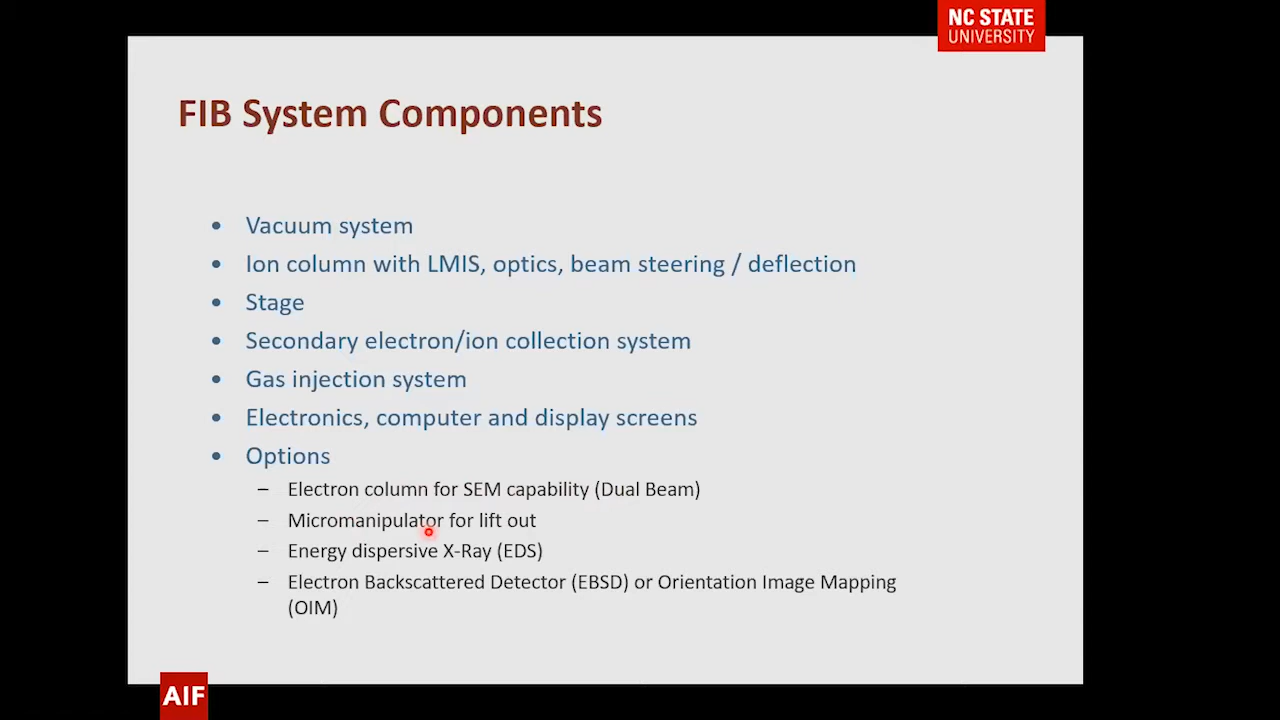 NC STATE
UNIVERSITY
FIB System Components
• Vacuum system
• Ion column with LMIS, optics, beam steering / deflection
• Stage
• Secondary electron/ion collection system
• Gas injection system
• Electronics, computer and display screens
• Options
– Electron column for SEM capability (Dual Beam)
– Micromanipulator for lift out
– Energy dispersive X-Ray (EDS)
– Electron Backscattered Detector (EBSD) or Orientation Image Mapping
(OIM)
AIF